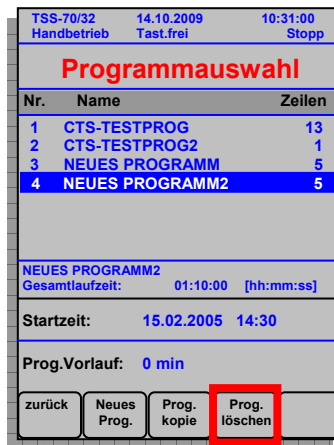 TSS-70/32 14.10.2009 10:31:00
Handbetrieb Tast.frei Stopp
Programmauswahl
Nr. Name Zeilen
1 CTS-TESTPROG 13
2 CTS-TESTPROG2 1
3 NEUES PROGRAMM 5
4 NEUES PROGRAMM2 5
NEUES PROGRAMM2
Gesamtlaufzeit: 01:10:00 [hh:mm:ss]
Startzeit: 15.02.2005 14:30
Prog.Vorlauf: 0 min
zurück Neues Prog. Prog.
Prog. kopie löschen